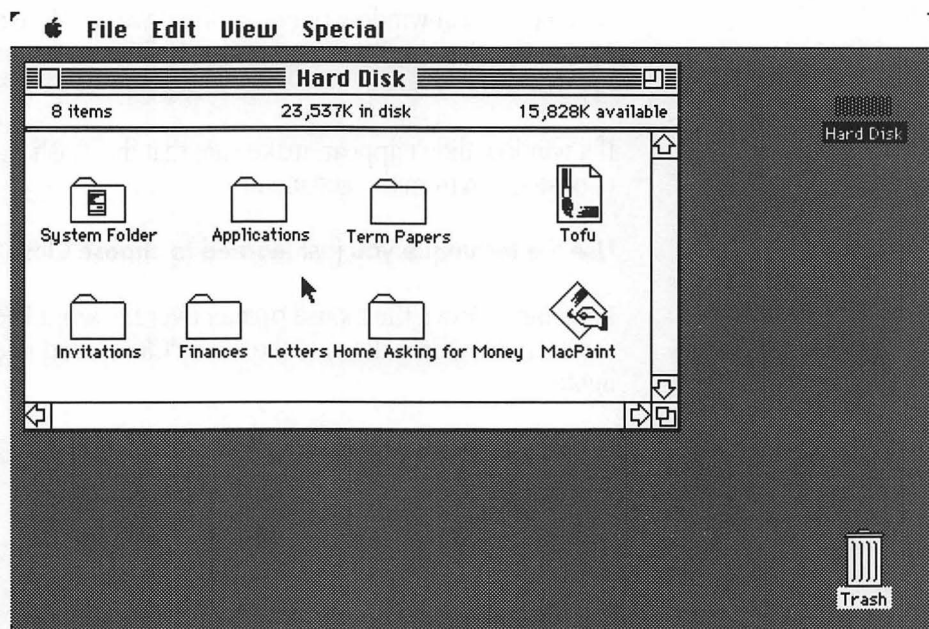 File Edit View Special
Hard Disk
8 items 23,537K in disk 15,828K available
Hard Disk
System Folder Applications Term Papers Tofu
Invitations Finances Letters Home Asking for Money MacPaint
Trash